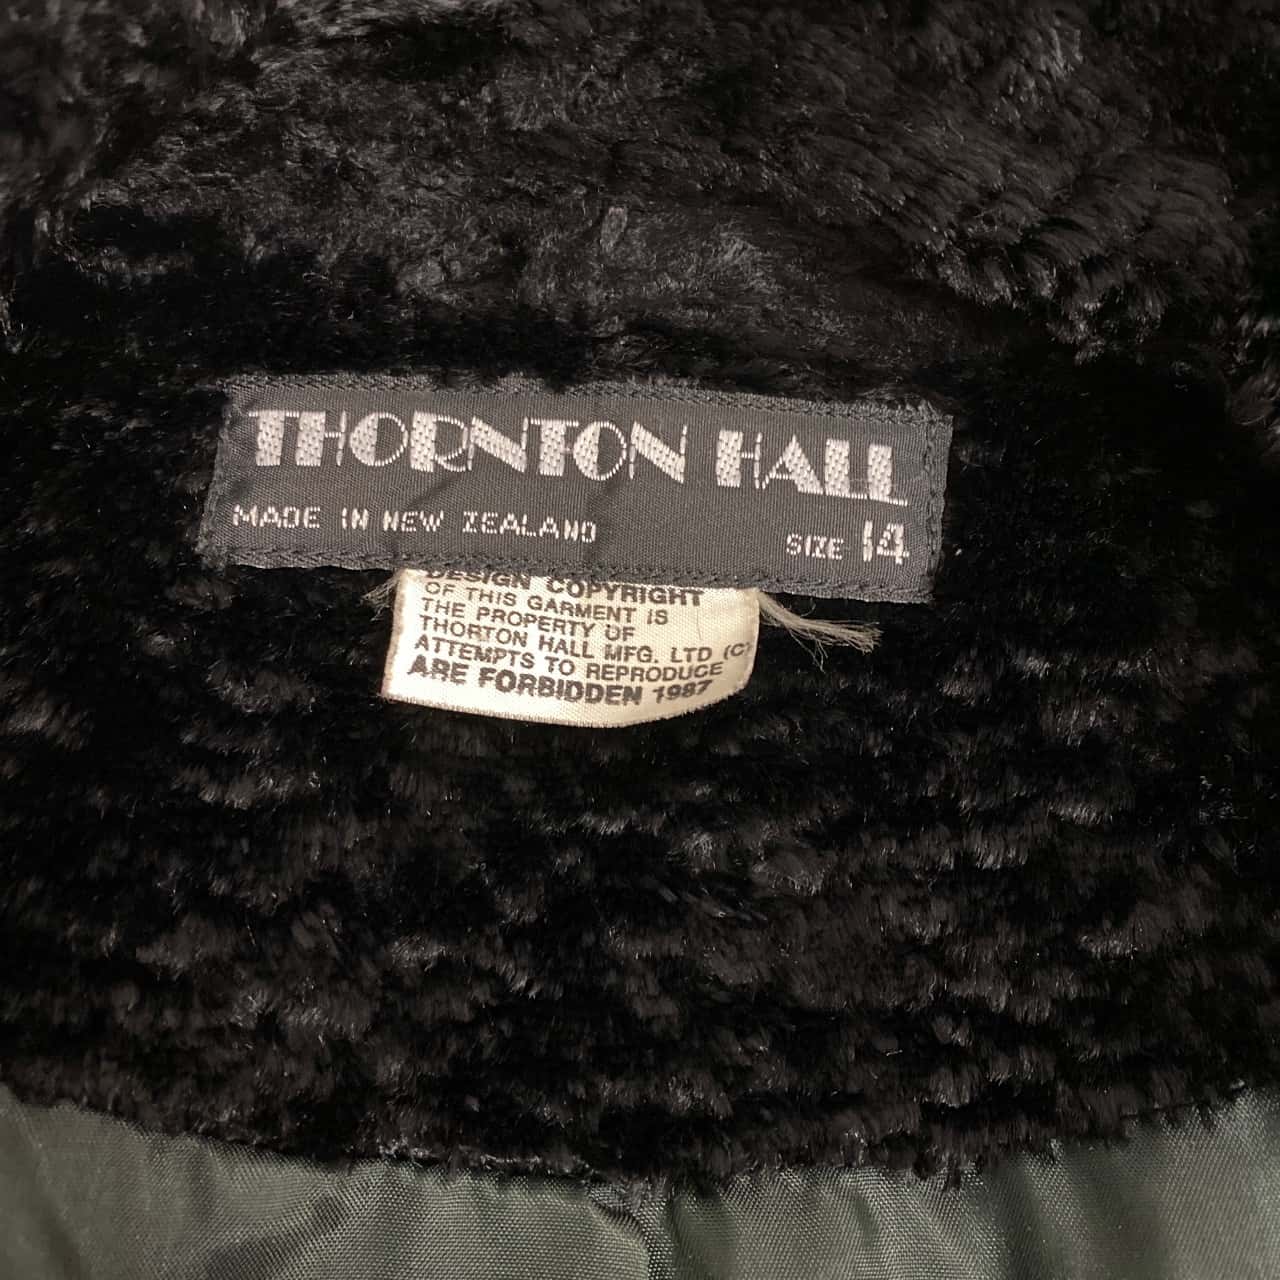 THORNTON HALL
MADE IN NEW ZEALAND
SIZE 14
DESIGN COPYRIGHT
OF THIS GARMENT IS
THE PROPERTY OF
THORTON HALL MFG. LTD (C)
ATTEMPTS TO REPRODUCE
ARE FORBIDDEN 1987